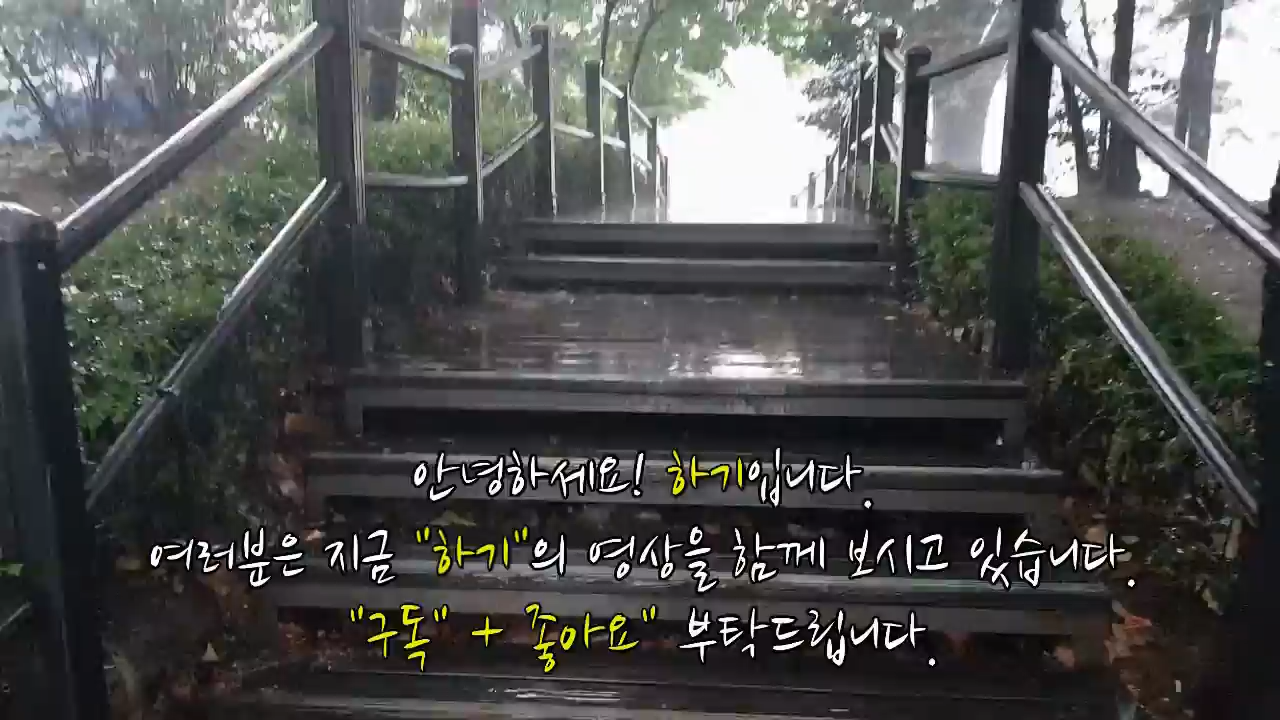 안녕하세요! 하기입니다.
여러분은 지금 "하기"의 영상을 함께 보시고 있습니다.
"구독" + 좋아요" 부탁드립니다.